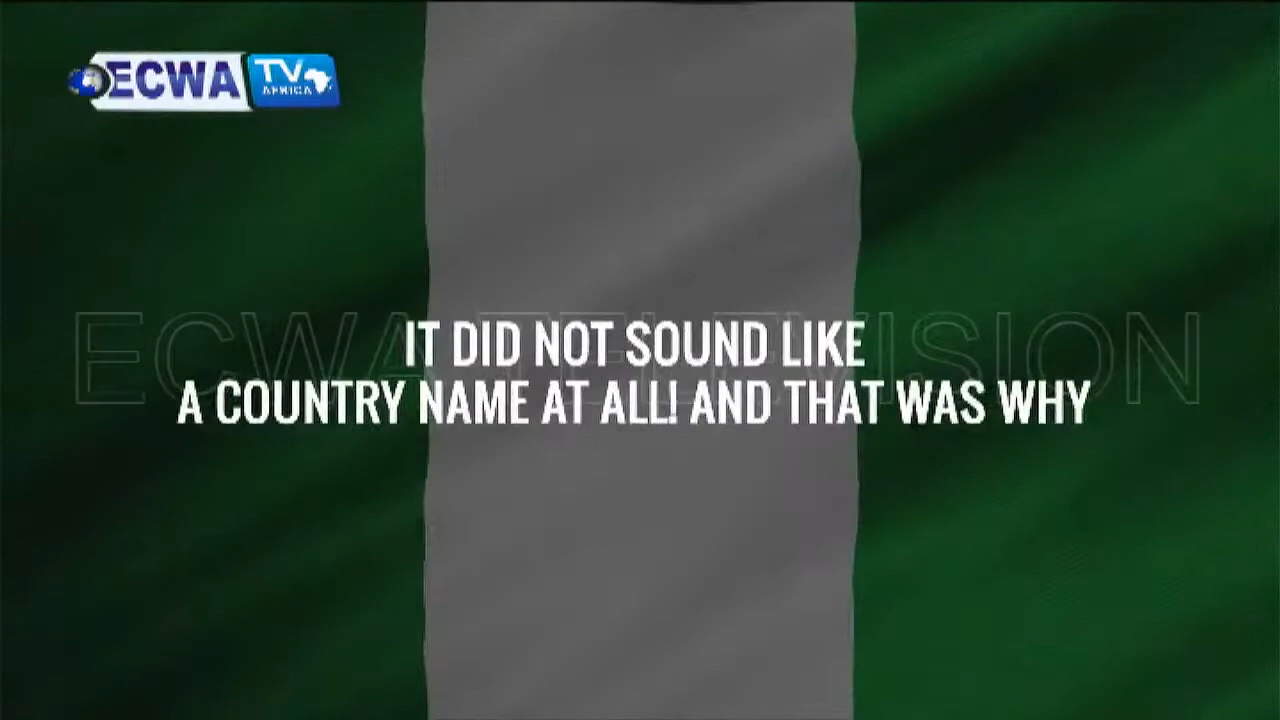 ECWA TV
AFRICA
ECWA TELEVISION
IT DID NOT SOUND LIKE
A COUNTRY NAME AT ALL! AND THAT WAS WHY